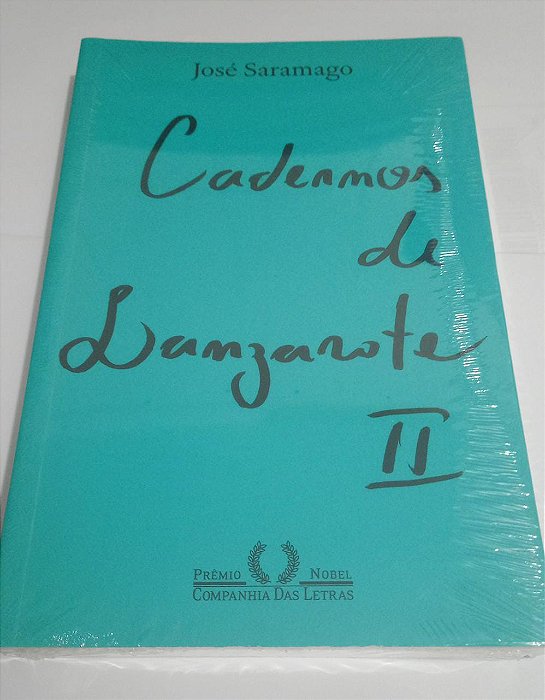 José Saramago
Cadernos
de
Lanzarote
II
PRÊMIO NOBEL
COMPANHIA DAS LETRAS